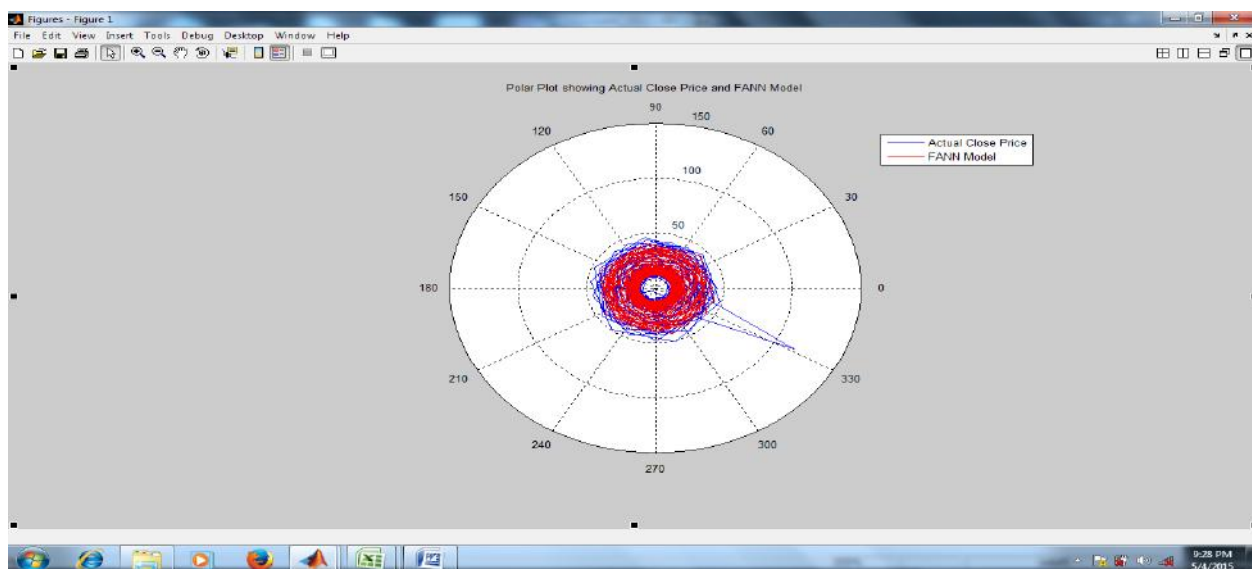 Figures - Figure 1
File Edit View Insert Tools Debug Desktop Window Help
Polar Plot showing Actual Close Price and FANN Model
90
150
120
60
Actual Close Price
FANN Model
100
150
30
50
180
0
210
330
240
300
270
9:28 PM
5/4/2015